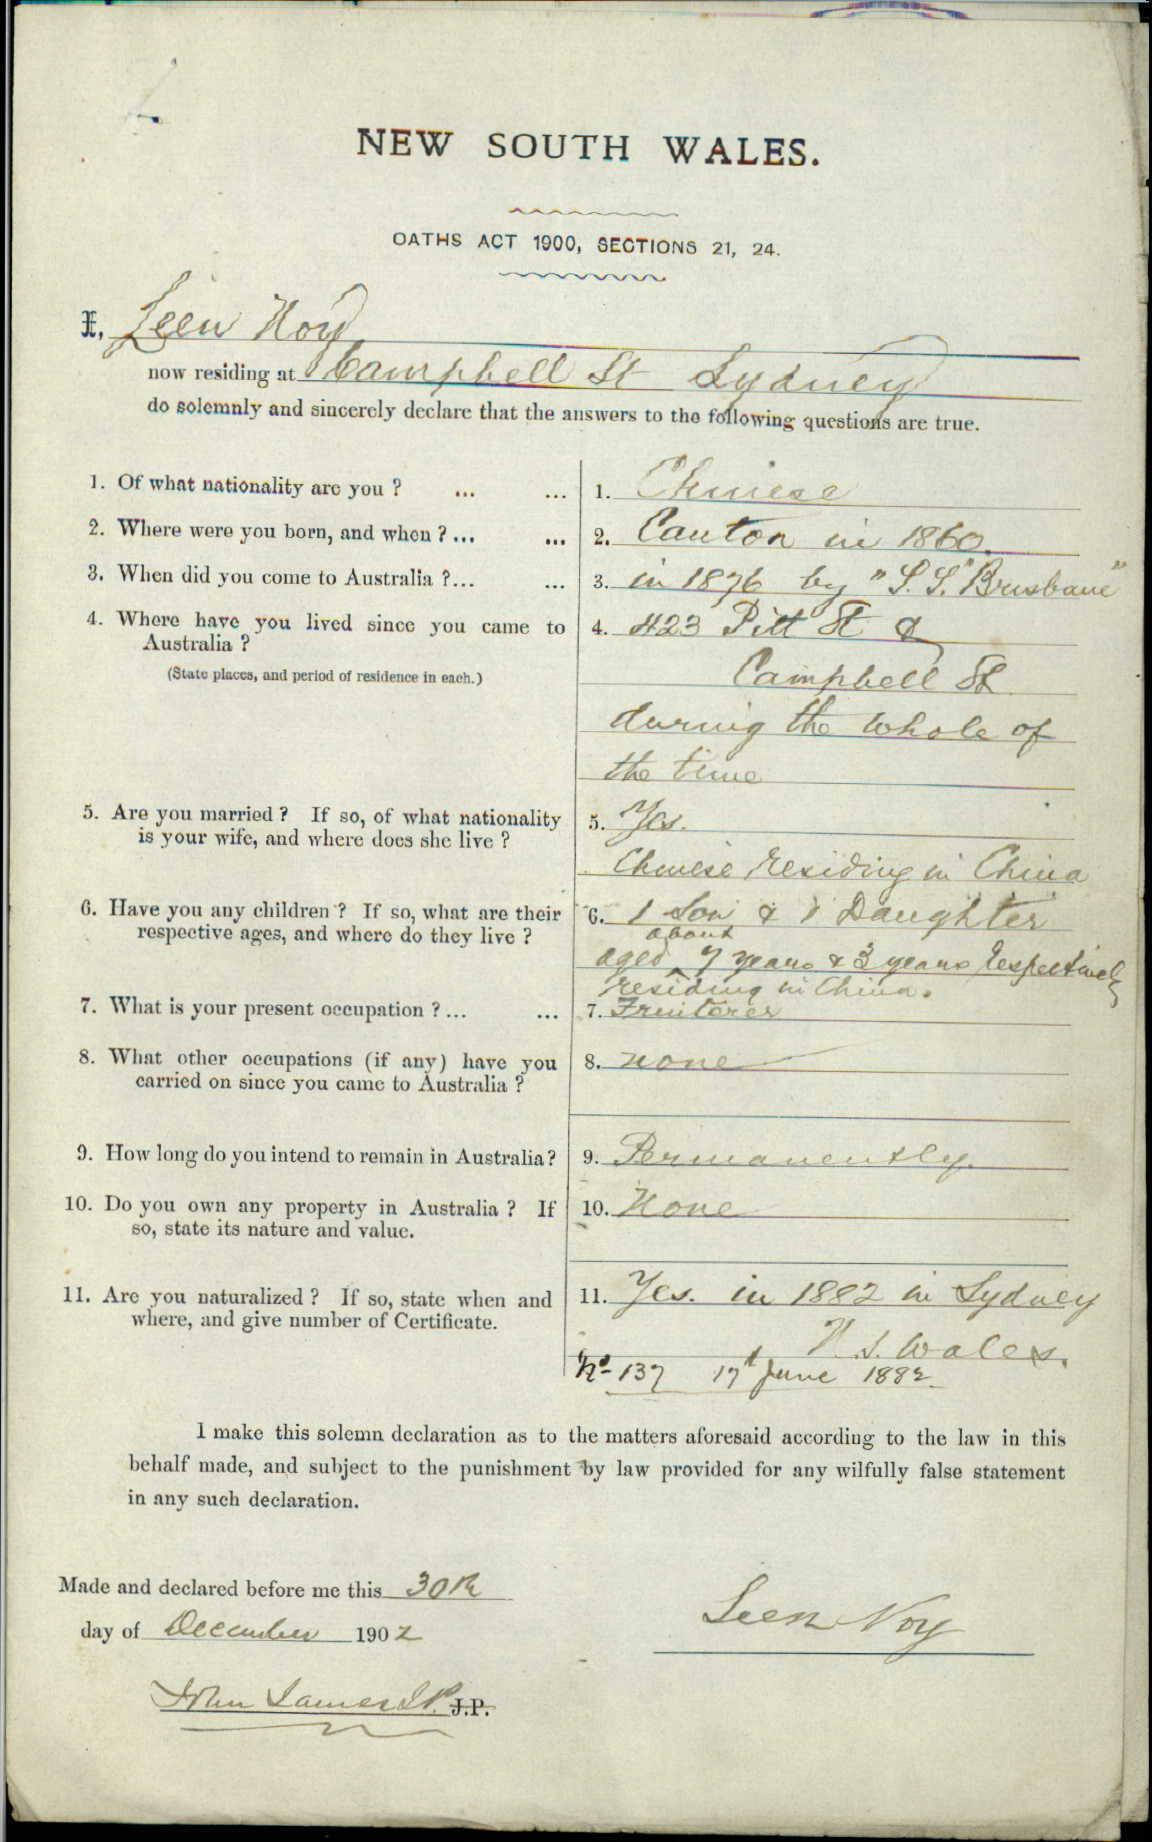 NEW SOUTH WALES.
OATHS ACT 1900, SECTIONS 21, 24.
I, Leen Noy
now residing at Campbell St Sydney
do solemnly and sincerely declare that the answers to the following questions are true.
1. Of what nationality are you ? ... ... 1. Chinese
2. Where were you born, and when ? ... ... 2. Canton in 1860.
3. When did you come to Australia ?... ... 3. in 1876 by "S.S. Brisbane"
4. Where have you lived since you came to 4. 423 Pitt St &
Australia ?
(State places, and period of residence in each.) Campbell St
during the whole of
the time
5. Are you married ? If so, of what nationality 5. Yes.
is your wife, and where does she live ?
Chinese residing in China
6. Have you any children ? If so, what are their 6. 1 Son & 1 Daughter
respective ages, and where do they live ? about
aged 7 years & 3 years respectively
residing in China.
7. What is your present occupation ? ... ... 7. Fruiterer
8. What other occupations (if any) have you 8. none
carried on since you came to Australia ?
9. How long do you intend to remain in Australia? 9. Permanently.
10. Do you own any property in Australia ? If 10. None
so, state its nature and value.
11. Are you naturalized ? If so, state when and 11. Yes. in 1882 in Sydney
where, and give number of Certificate.
N. S. Wales.
No 137 17th June 1882
I make this solemn declaration as to the matters aforesaid according to the law in this
behalf made, and subject to the punishment by law provided for any wilfully false statement
in any such declaration.
Made and declared before me this 30th
Leen Noy
day of December 1902
John James J.P. J.P.